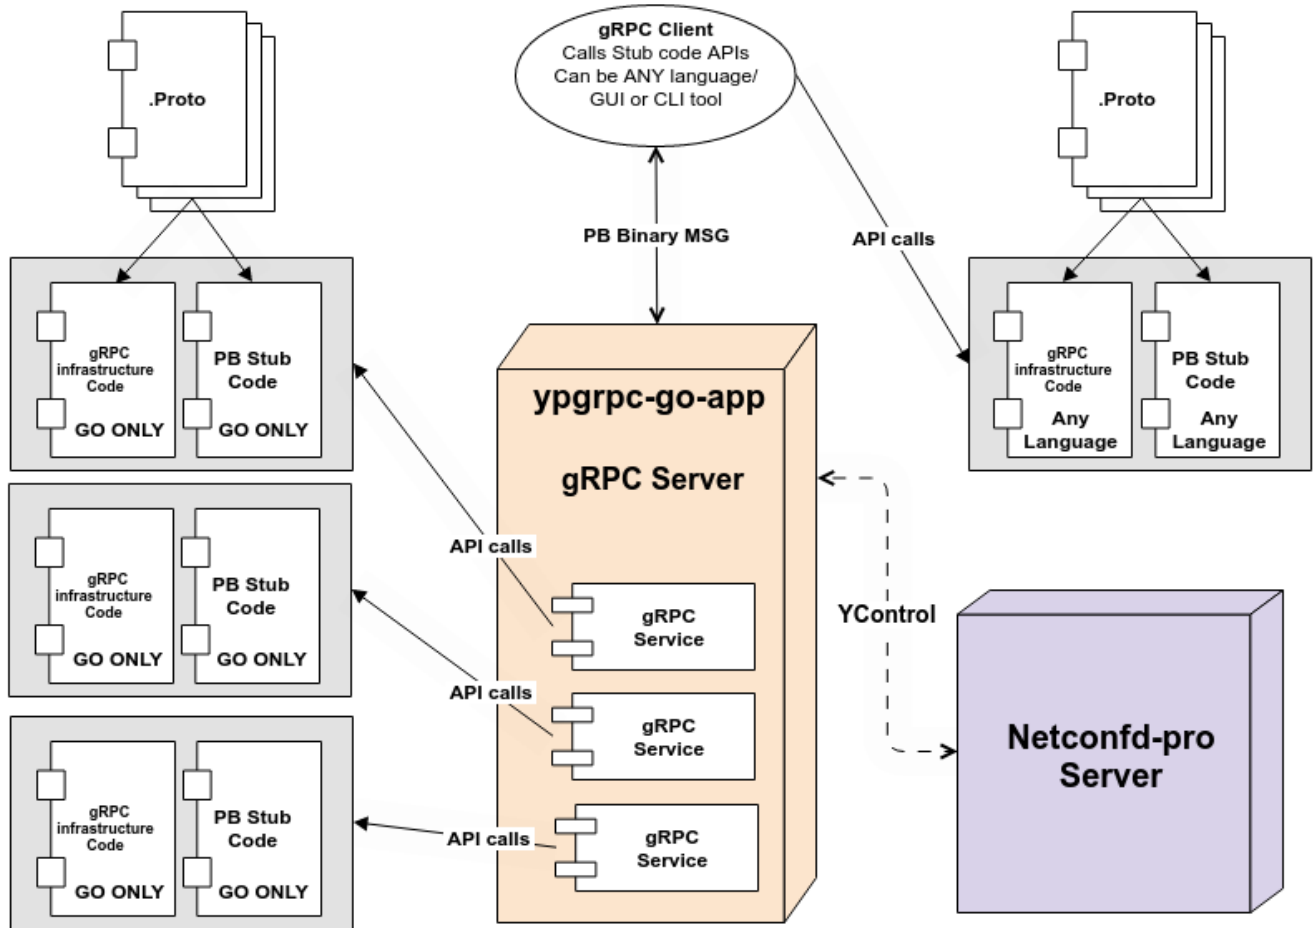 .Proto
gRPC Client
Calls Stub code APIs
Can be ANY language/
GUI or CLI tool
.Proto
PB Binary MSG
API calls
gRPC
infrastructure
Code
GO ONLY
PB Stub
Code
GO ONLY
gRPC
infrastructure
Code
Any
Language
PB Stub
Code
Any
Language
ypgrpc-go-app
gRPC Server
API calls
gRPC
Service
gRPC
infrastructure
Code
GO ONLY
PB Stub
Code
GO ONLY
YControl
API calls
gRPC
Service
Netconfd-pro
Server
gRPC
infrastructure
Code
GO ONLY
PB Stub
Code
GO ONLY
API calls
gRPC
Service